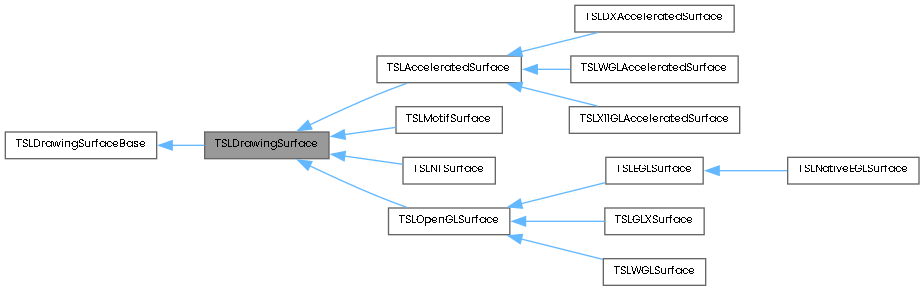 TSLDXAcceleratedSurface
TSLAcceleratedSurface
TSLWGLAcceleratedSurface
TSLX11GLAcceleratedSurface
TSLMotifSurface
TSLDrawingSurfaceBase
TSLDrawingSurface
TSLNTSurface
TSLEGLSurface
TSLNativeEGLSurface
TSLOpenGLSurface
TSLGLXSurface
TSLWGLSurface